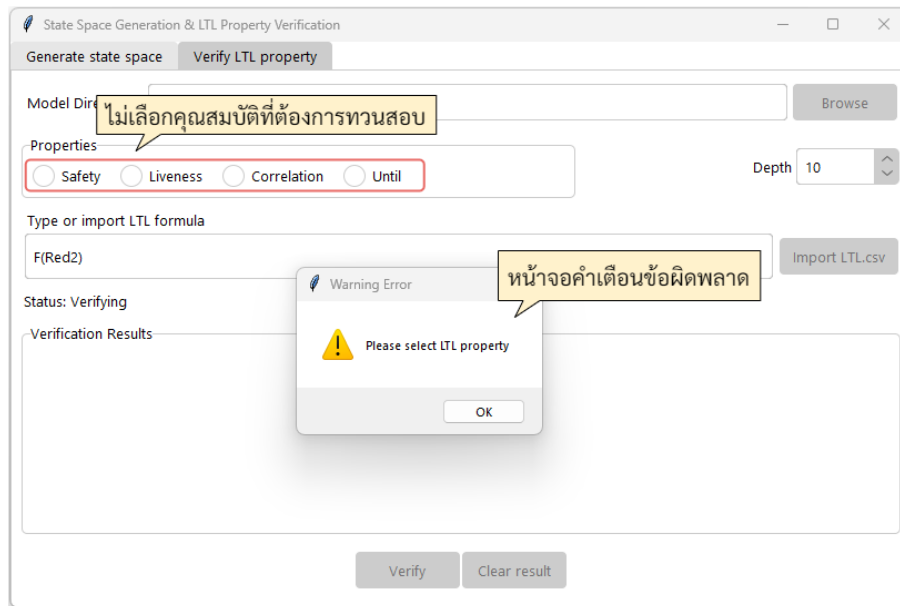 State Space Generation & LTL Property Verification
Generate state space
Verify LTL property
Model Dire
Browse
ไม่เลือกคุณสมบัติที่ต้องการทวนสอบ
Properties
Safety
Liveness
Correlation
Until
Depth
10
Type or import LTL formula
F(Red2)
Import LTL.csv
Status: Verifying
Warning Error
หน้าจอคำเตือนข้อผิดพลาด
Please select LTL property
OK
Verification Results
Verify
Clear result